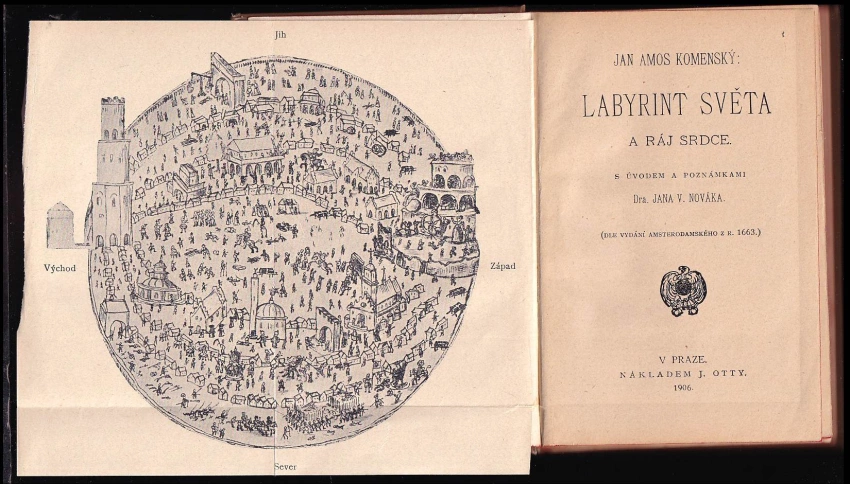 Jih
Východ
Západ
Sever
JAN AMOS KOMENSKÝ:
LABYRINT SVĚTA
A RÁJ SRDCE.
S ÚVODEM A POZNÁMKAMI
Dra. JANA V. NOVÁKA.
(DLE VYDÁNÍ AMSTERODAMSKÉHO Z R. 1663.)
V PRAZE.
NÁKLADEM J. OTTY.
1906.